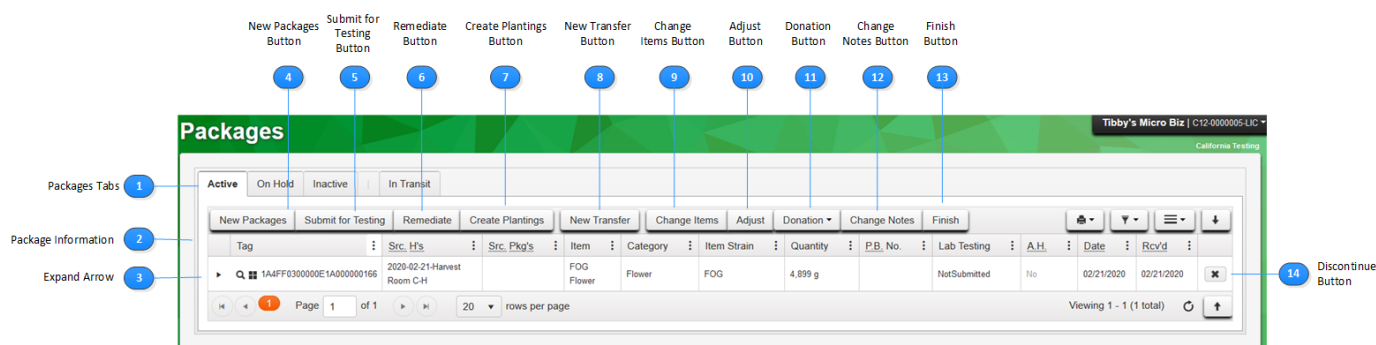 New Packages Button
Submit for Testing Button
Remediate Button
Create Plantings Button
New Transfer Button
Change Items Button
Adjust Button
Donation Button
Change Notes Button
Finish Button
4 5 6 7 8 9 10 11 12 13
Packages
Tibby's Micro Biz | C12-0000005-LIC
California Testing
Packages Tabs 1
Active On Hold Inactive | In Transit
New Packages Submit for Testing Remediate Create Plantings New Transfer Change Items Adjust Donation Change Notes Finish
Package Information 2
Tag Src. H's Src. Pkg's Item Category Item Strain Quantity P.B. No. Lab Testing A.H. Date Rcv'd
Expand Arrow 3
1A4FF0300000E1A000000166 2020-02-21-Harvest Room C-H FOG Flower Flower FOG 4,899 g NotSubmitted No 02/21/2020 02/21/2020
14 Discontinue Button
1 Page 1 of 1 20 rows per page Viewing 1 - 1 (1 total)